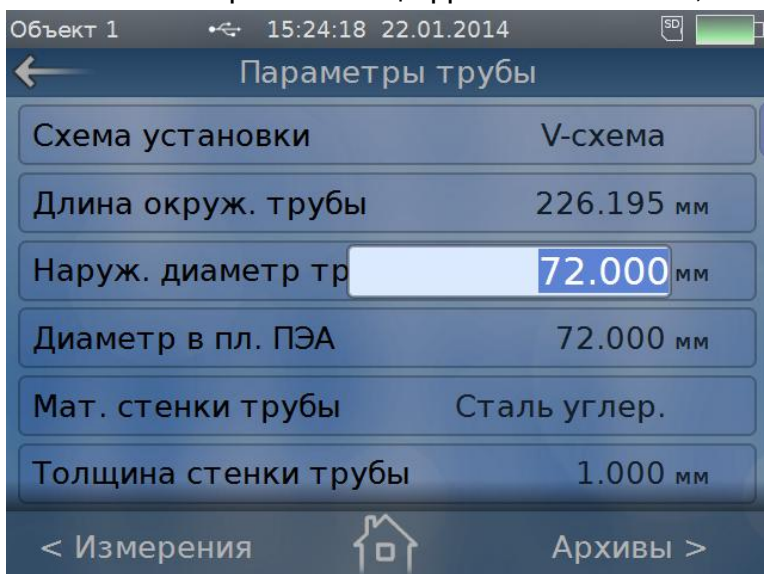 Объект 1 15:24:18 22.01.2014 SD
Параметры трубы
Схема установки V-схема
Длина окруж. трубы 226.195 мм
Наруж. диаметр тр 72.000 мм
Диаметр в пл. ПЭА 72.000 мм
Мат. стенки трубы Сталь углер.
Толщина стенки трубы 1.000 мм
< Измерения Архивы >